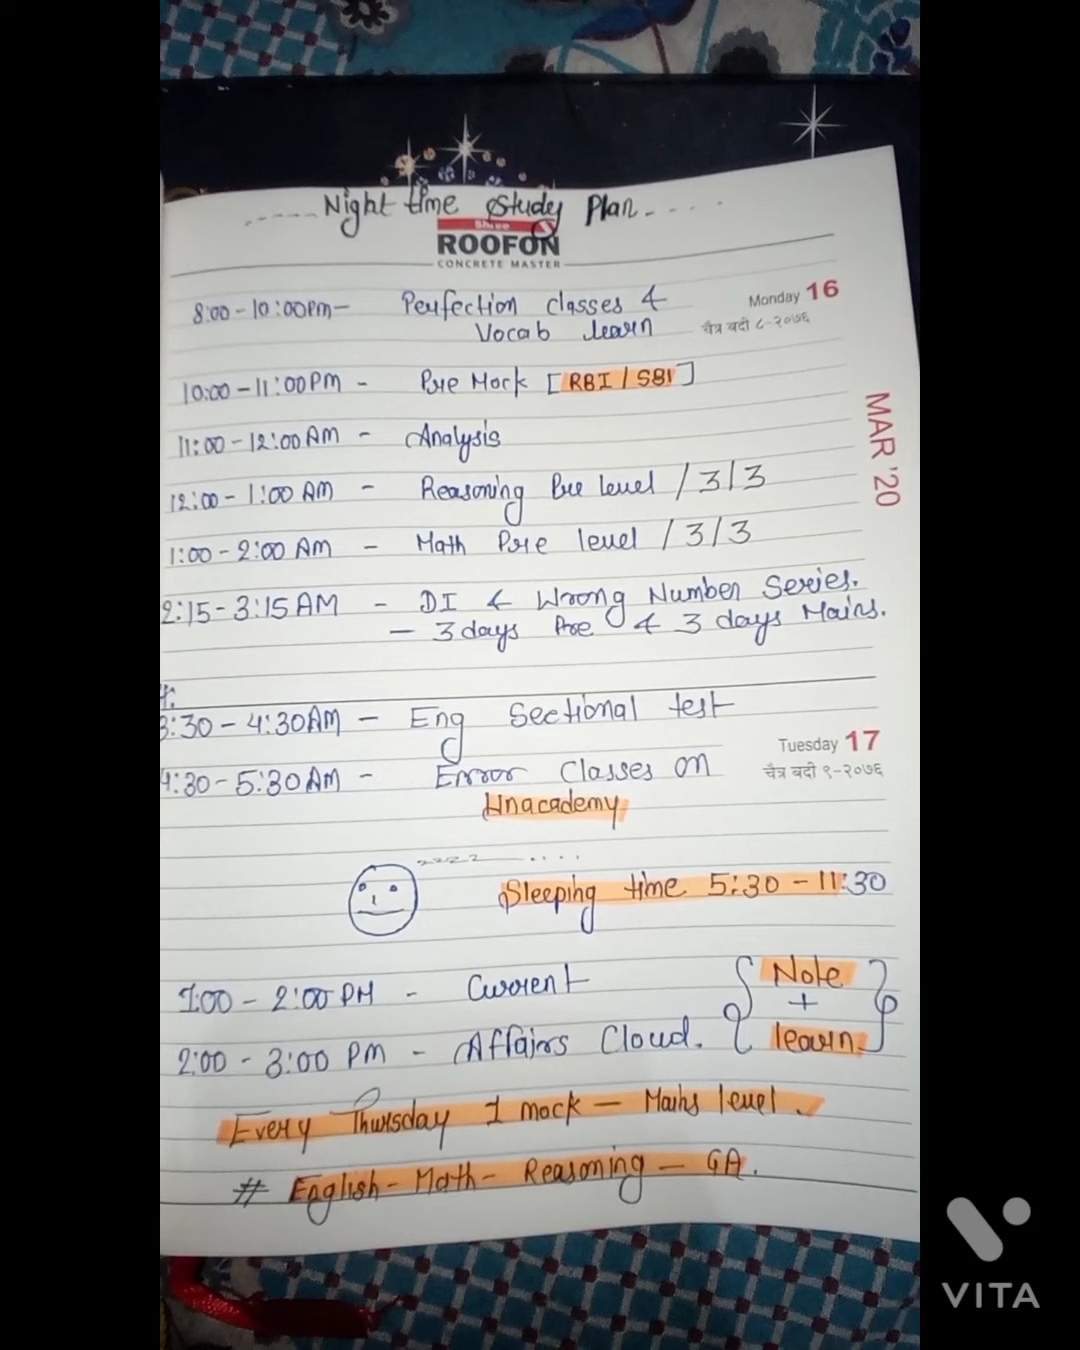 Night time Study Plan
Shree
ROOFON
CONCRETE MASTER
8:00 - 10:00 PM - Perfection classes &
Vocab learn
Monday 16
चैत्र बदी ८-२०७६
10:00 - 11:00 PM - Pre Mock [RBI / SBI]
11:00 - 12:00 AM - Analysis
MAR '20
12:00 - 1:00 AM - Reasoning Pre level / 3/3
1:00 - 2:00 AM - Math Pre level / 3/3
2:15 - 3:15 AM - DI & Wrong Number Series.
- 3 days Pre & 3 days Mains.
3:30 - 4:30 AM - Eng Sectional test
Tuesday 17
चैत्र बदी ९-२०७६
4:30 - 5:30 AM - Error Classes on
Unacademy
zzzz ....
Sleeping time 5:30 - 11:30
1:00 - 2:00 PM - Current { Note
+
2:00 - 3:00 PM - Affairs Cloud. learn. }
Every Thursday 1 mock - Mains level.
# English - Math - Reasoning - GA.
VITA